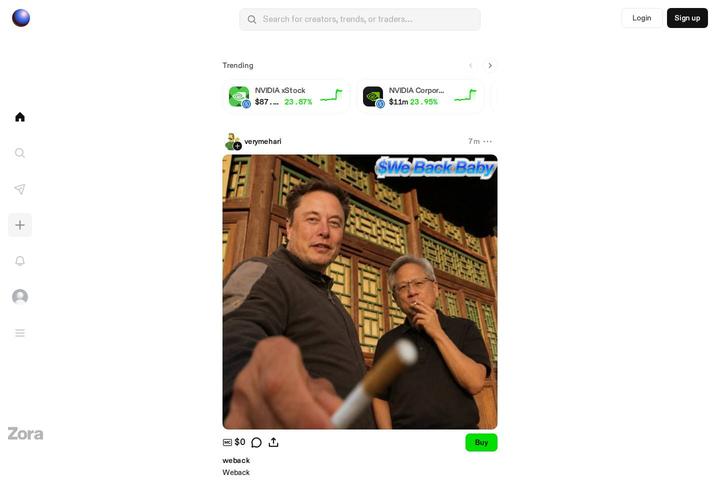 Search for creators, trends, or traders...
Login
Sign up
Trending
NVIDIA xStock
$87.... 23.87%
NVIDIA Corpor...
$11m 23.95%
verymehari
7m
$We Back Baby
MC $0
Buy
weback
Weback
Zora